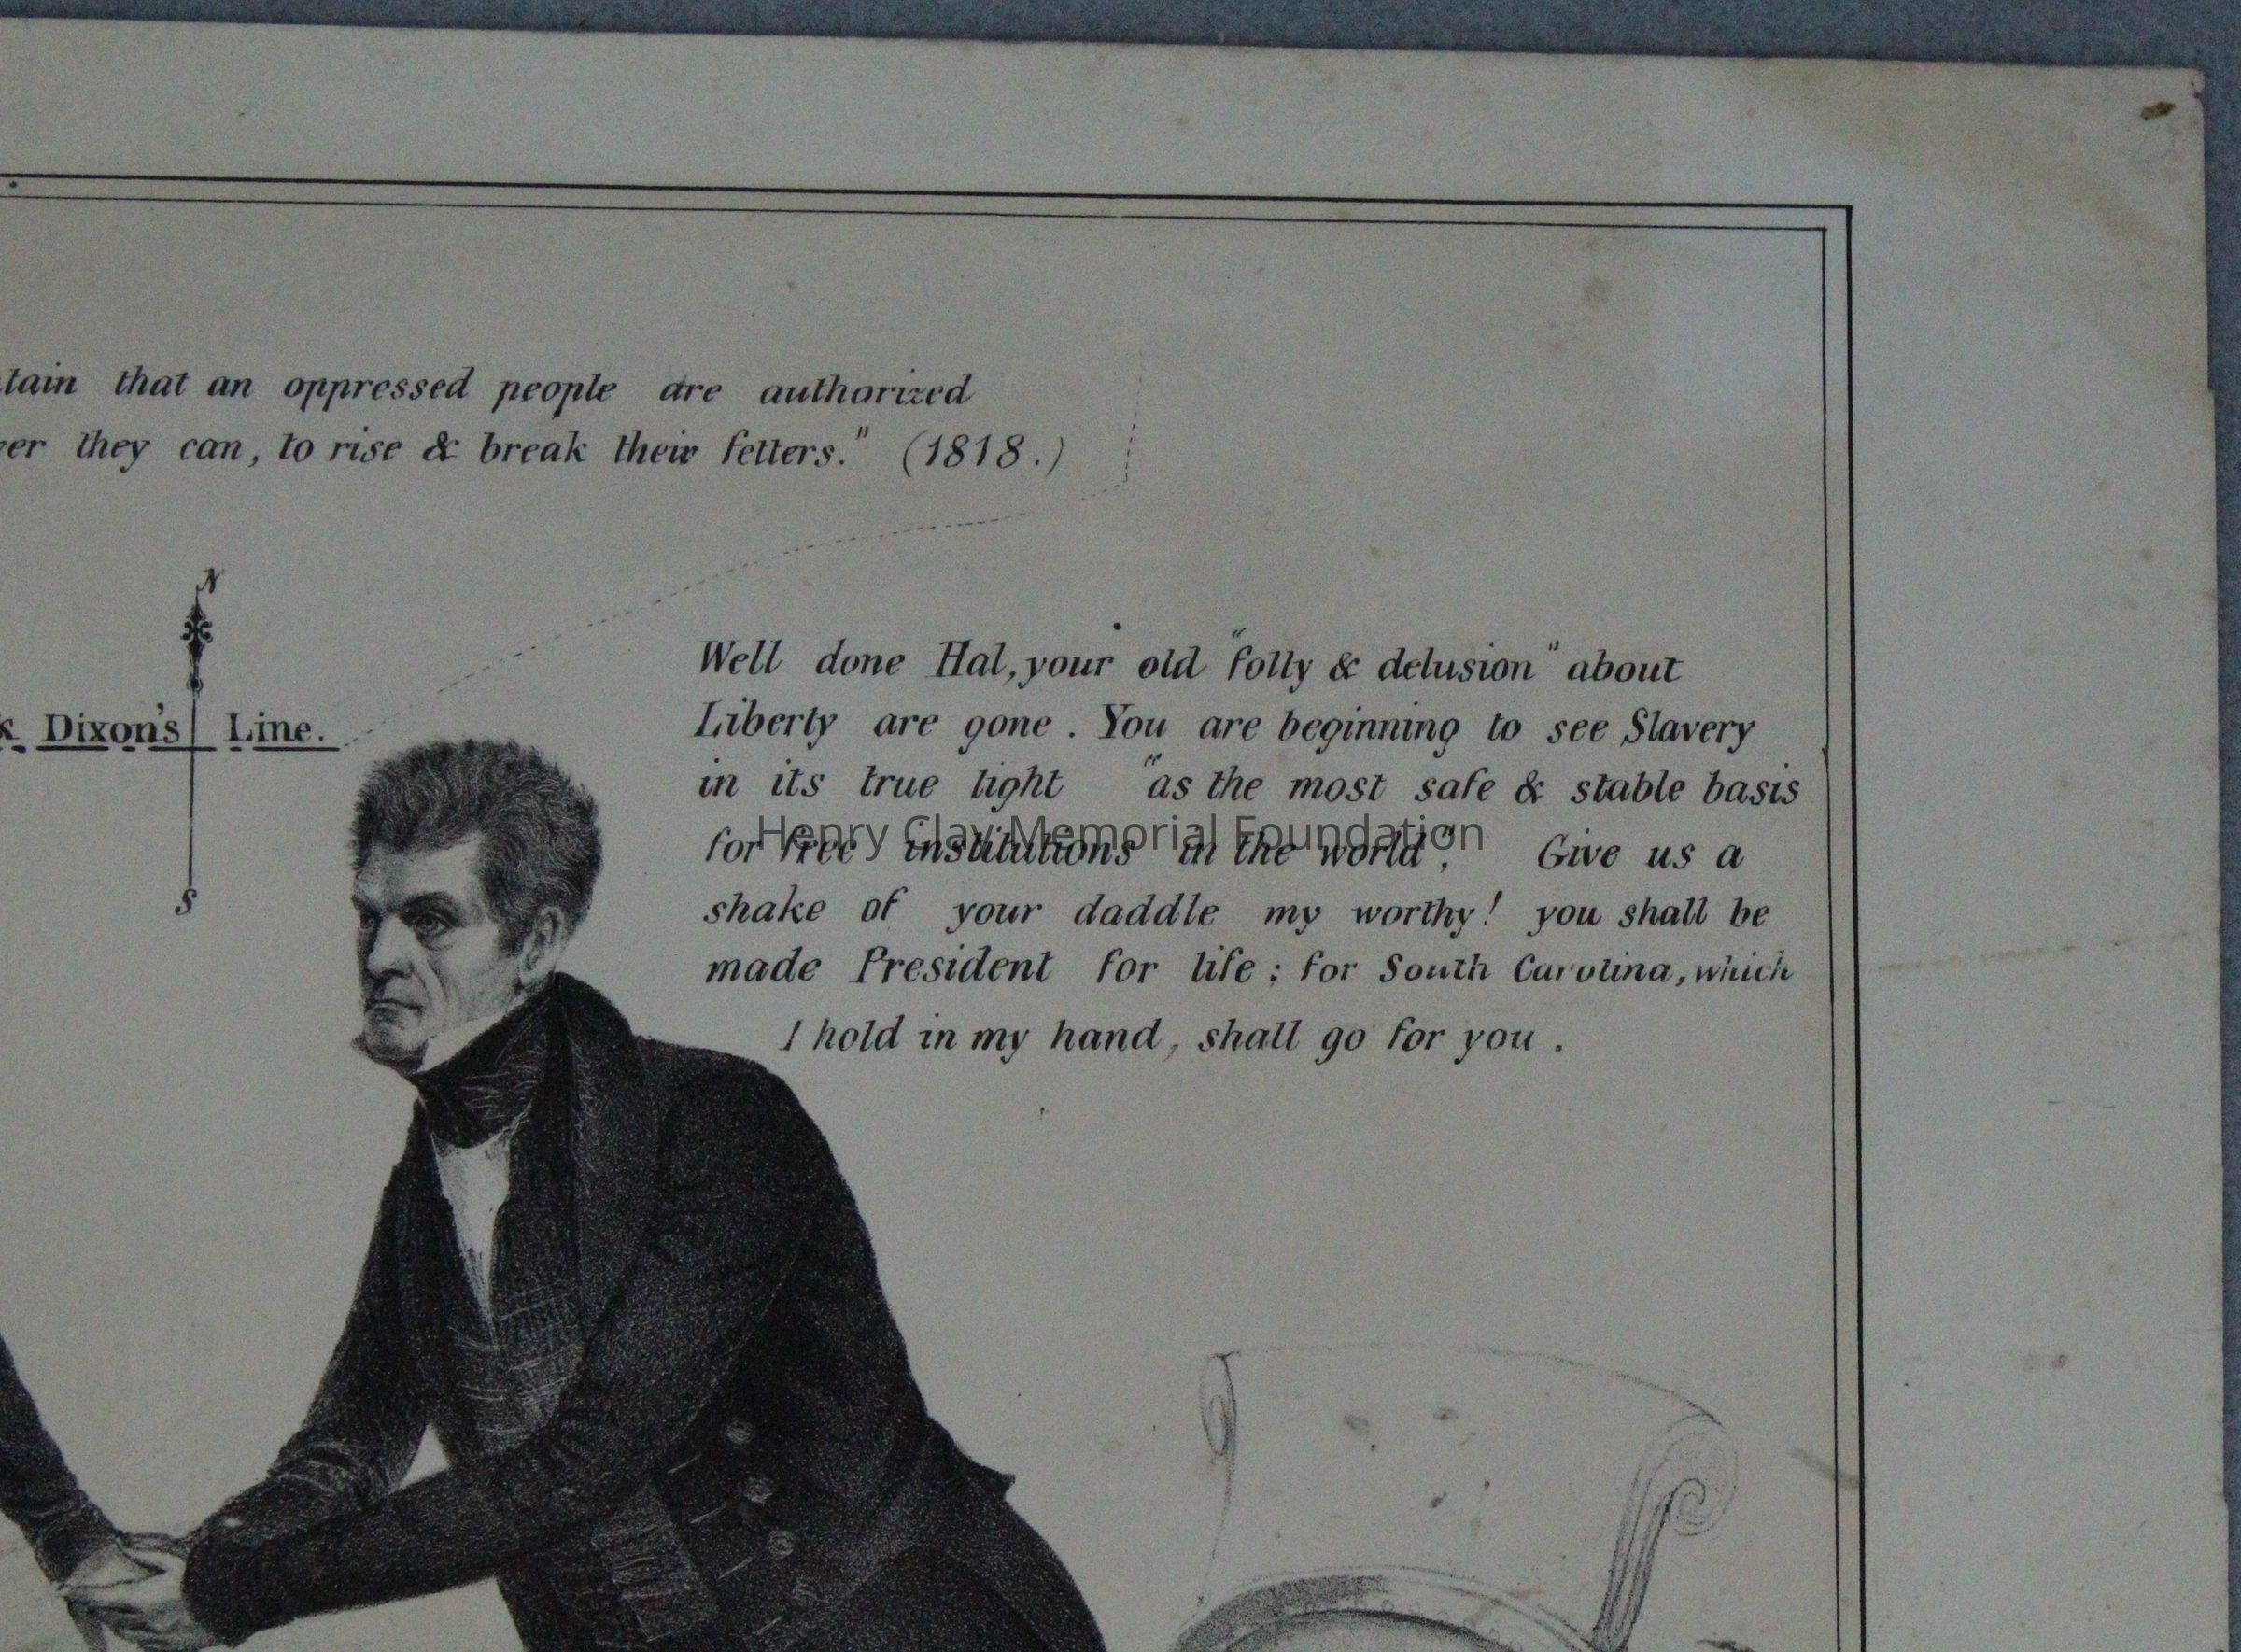 tain that an oppressed people are authorized
er they can, to rise & break their fetters." (1818.)
N
Dixon's Line.
S
Well done Hal, your old "folly & delusion" about
Liberty are gone. You are beginning to see Slavery
in its true light "as the most safe & stable basis
for free institutions in the world", Give us a
shake of your daddle my worthy! you shall be
made President for life; for South Carolina, which
I hold in my hand, shall go for you.
Henry Clay Memorial Foundation